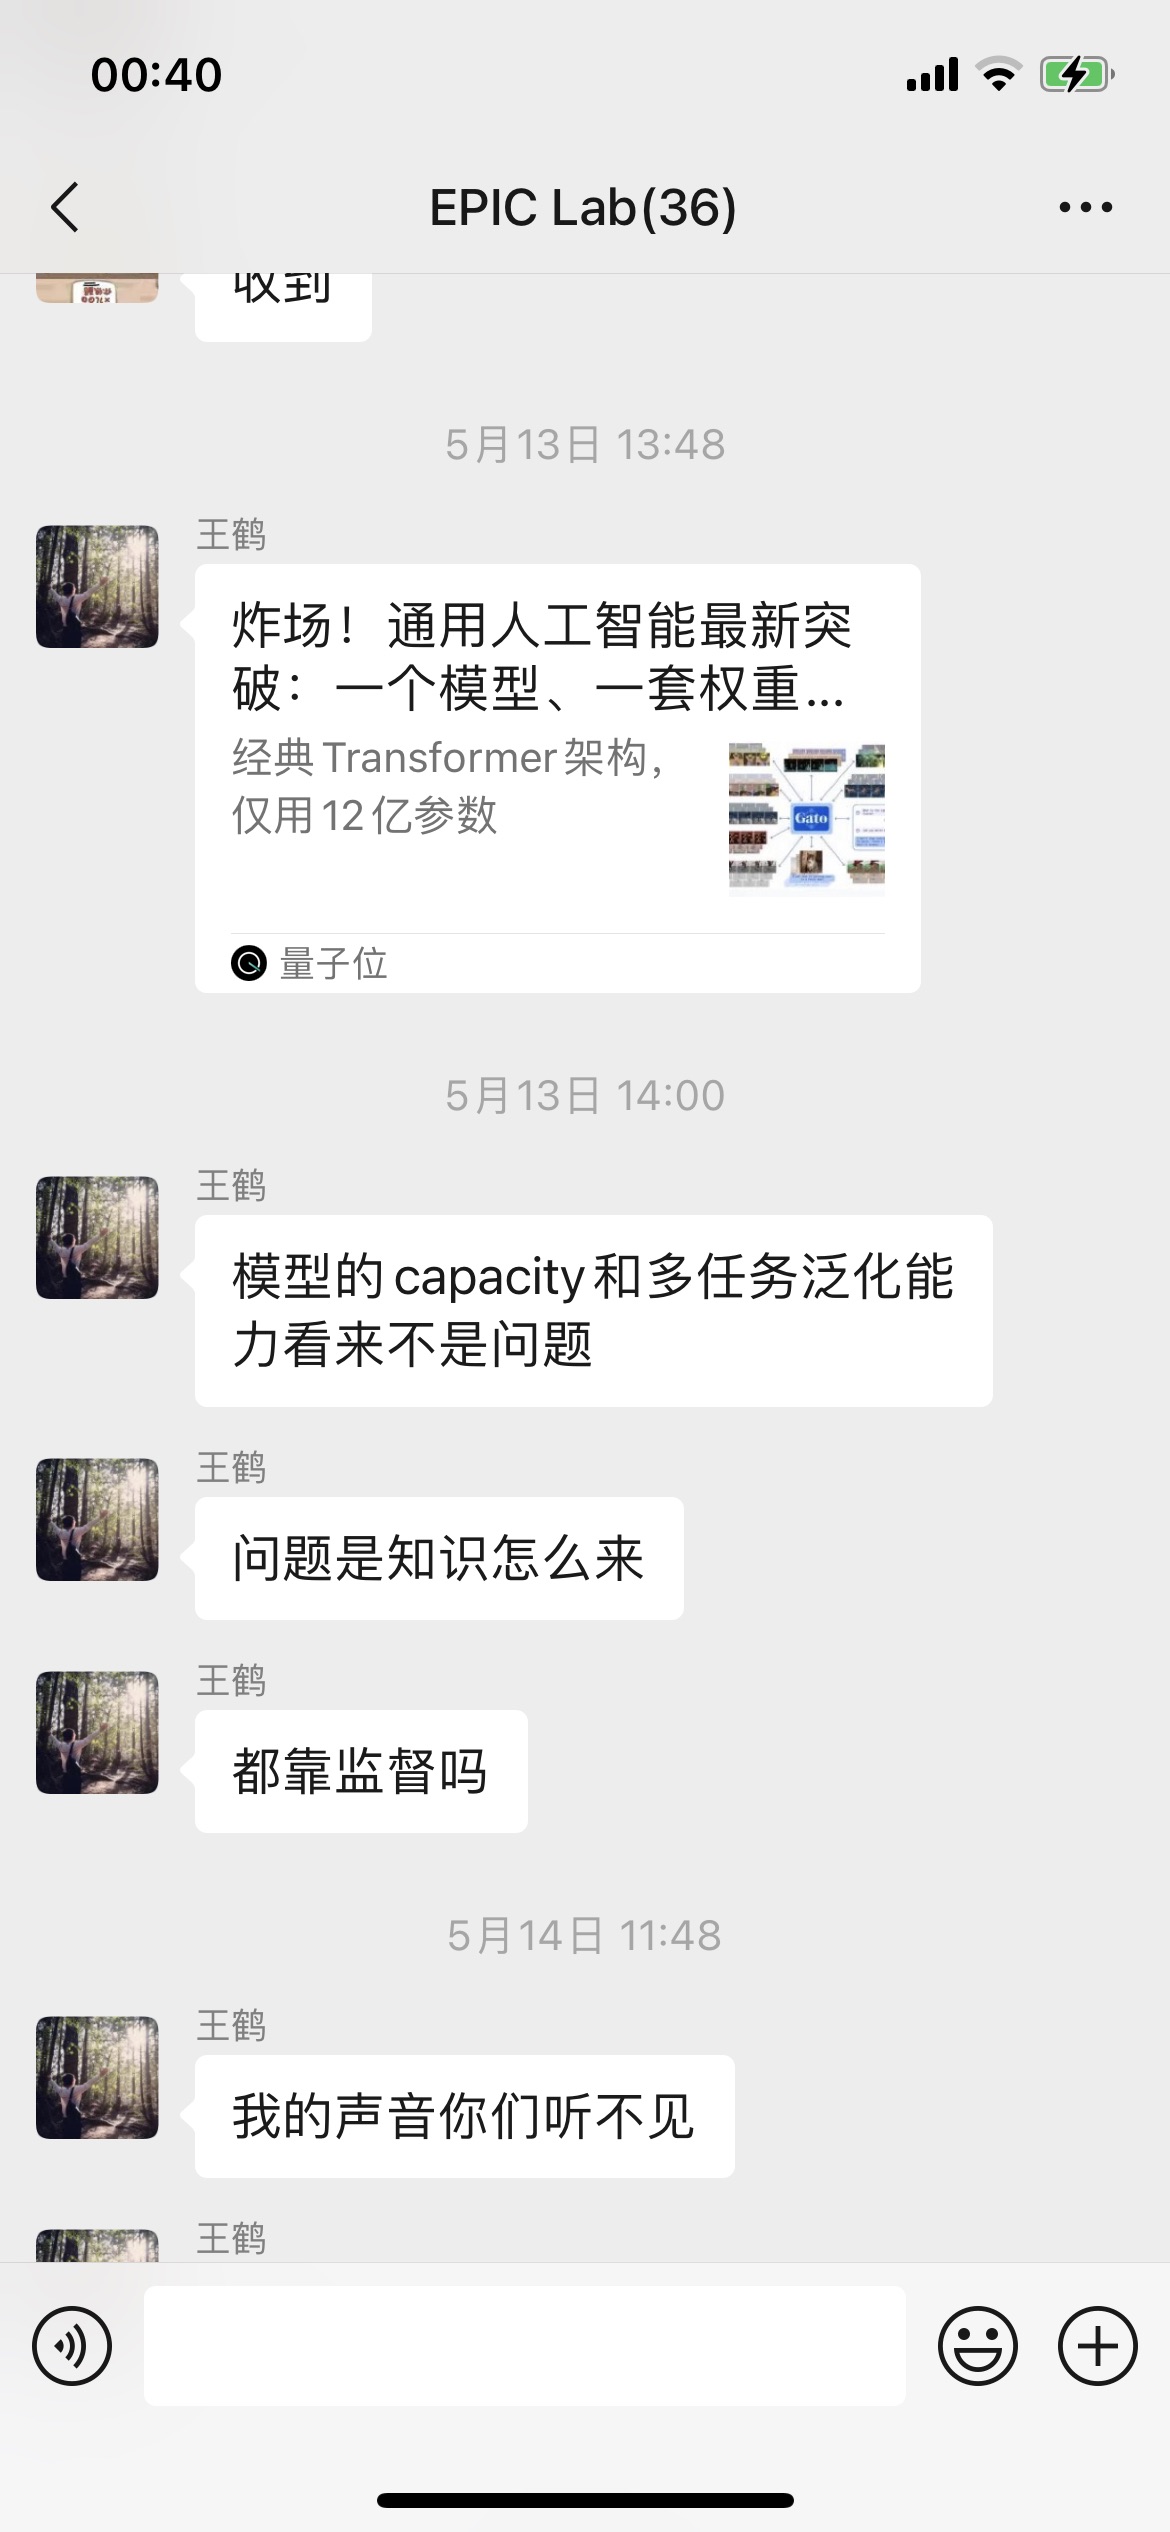 00:40
EPIC Lab(36)
收到
5月13日 13:48
王鹤
炸场！通用人工智能最新突
破：一个模型、一套权重...
经典Transformer架构，
仅用12亿参数
Gato
量子位
5月13日 14:00
王鹤
模型的capacity和多任务泛化能
力看来不是问题
王鹤
问题是知识怎么来
王鹤
都靠监督吗
5月14日 11:48
王鹤
我的声音你们听不见
王鹤